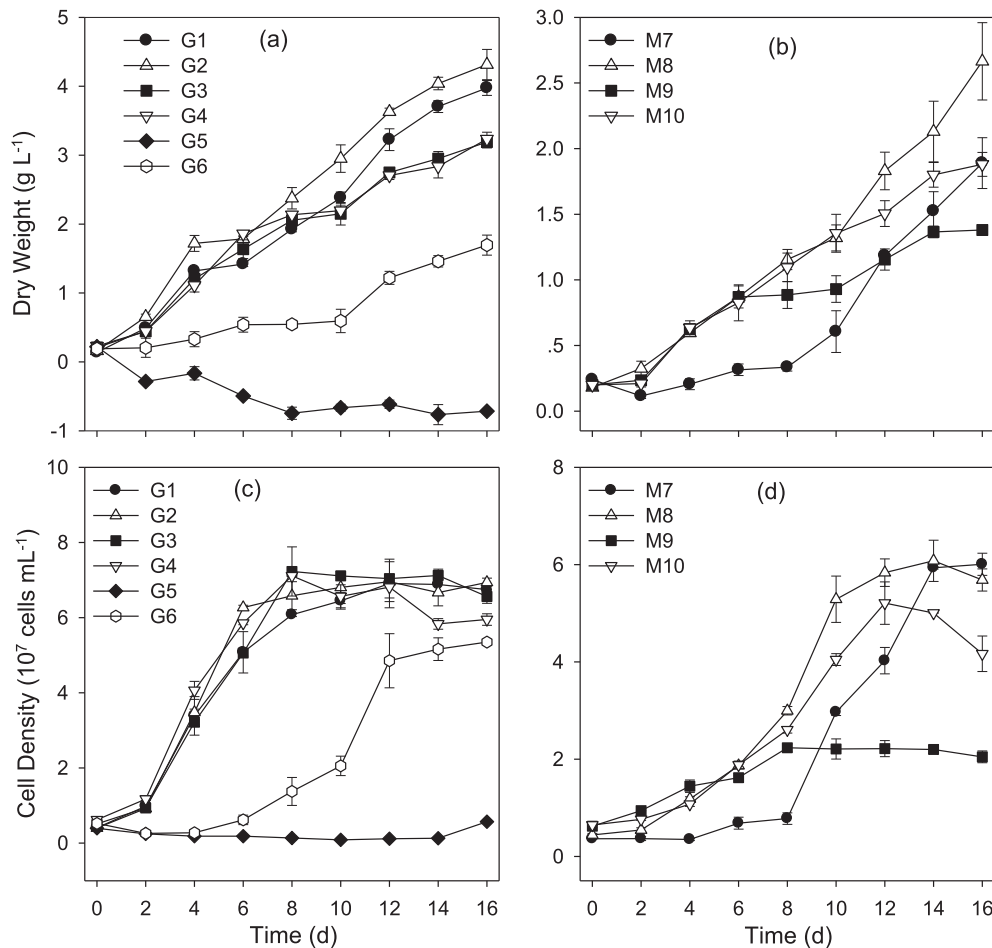 (a)
G1
G2
G3
G4
G5
G6
5
4
3
2
1
0
-1
Dry Weight (g L-1)
(b)
M7
M8
M9
M10
3.0
2.5
2.0
1.5
1.0
.5
0.0
(c)
G1
G2
G3
G4
G5
G6
10
8
6
4
2
0
Cell Density (10⁷ cells mL⁻¹)
0 2 4 6 8 10 12 14 16
Time (d)
(d)
M7
M8
M9
M10
8
6
4
2
0
0 2 4 6 8 10 12 14 16
Time (d)